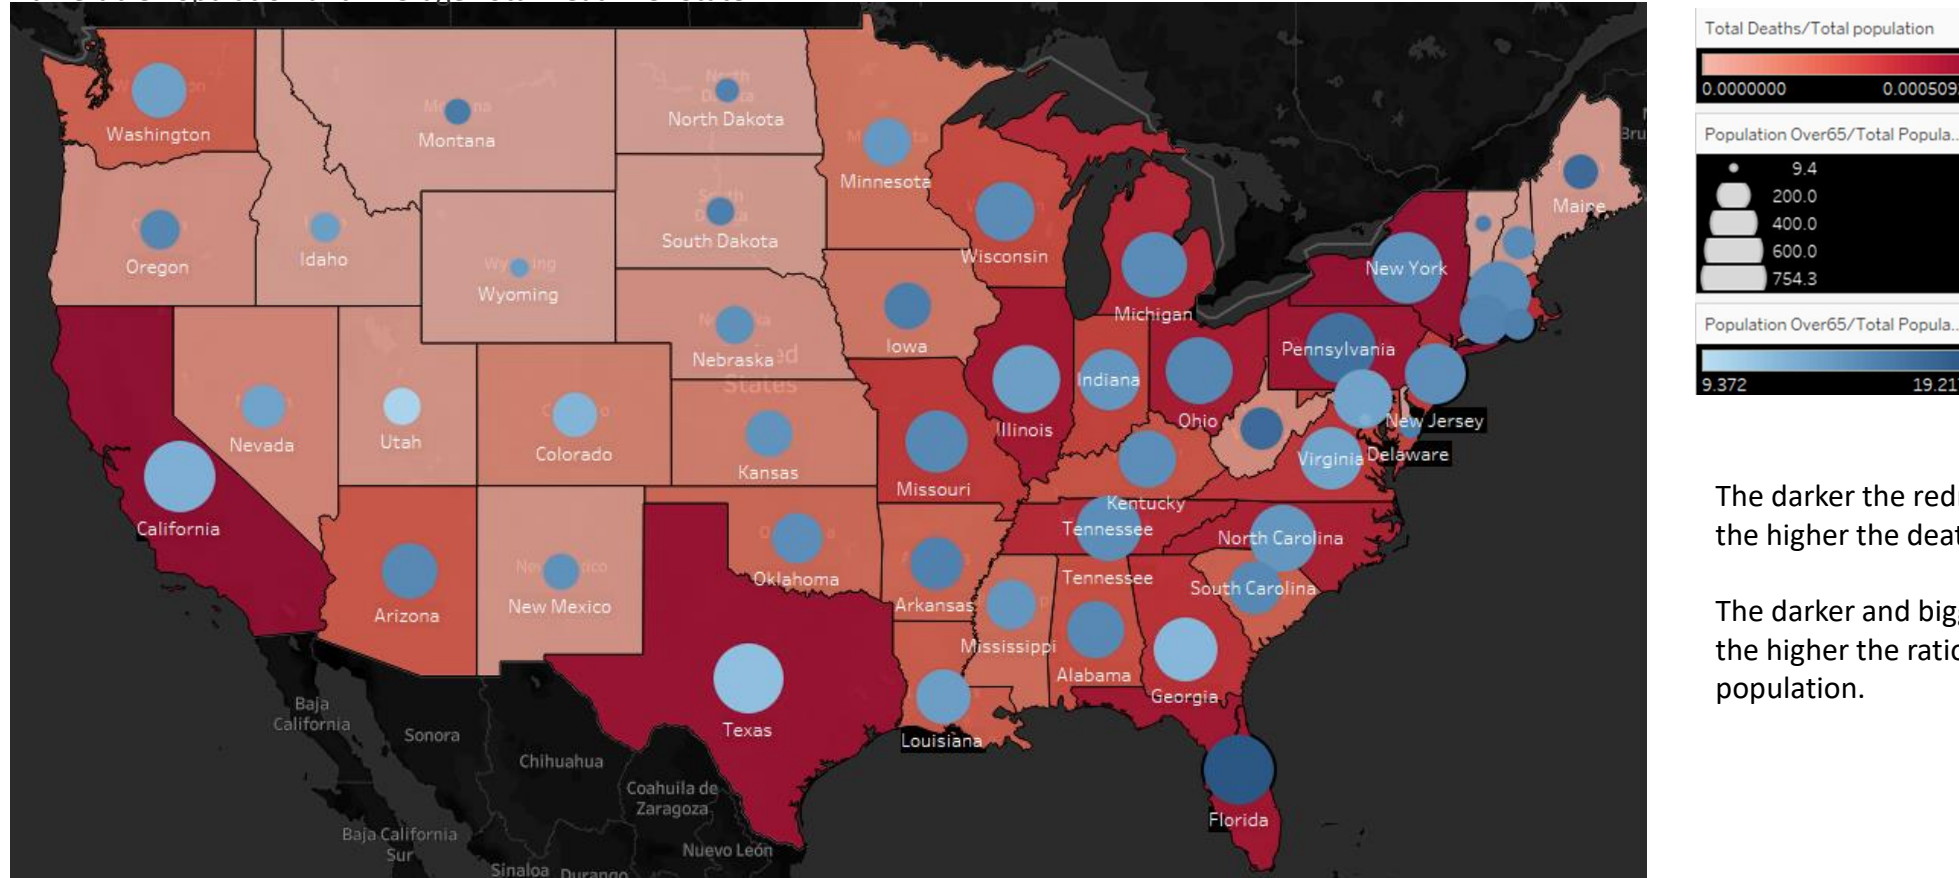 Washington
Montana
North Dakota
Minnesota
Oregon
Idaho
Wyoming
South Dakota
Wisconsin
Maine
New York
Michigan
Nebraska
Iowa
Pennsylvania
United
States
Nevada
Utah
Colorado
Kansas
Missouri
Illinois
Indiana
Ohio
New Jersey
Virginia
Delaware
California
Kentucky
Tennessee
North Carolina
Arizona
New Mexico
Oklahoma
Arkansas
Tennessee
South Carolina
Mississippi
Alabama
Georgia
Texas
Louisiana
Florida
Baja
California
Sonora
Chihuahua
Coahuila de
Zaragoza
Baja California
Sur
Sinaloa
Durango
Nuevo León
Total Deaths/Total population
0.0000000 0.000509
Population Over65/Total Popula...
9.4
200.0
400.0
600.0
754.3
Population Over65/Total Popula...
9.372 19.21
The darker the red
the higher the deat
The darker and big
the higher the ratio
population.